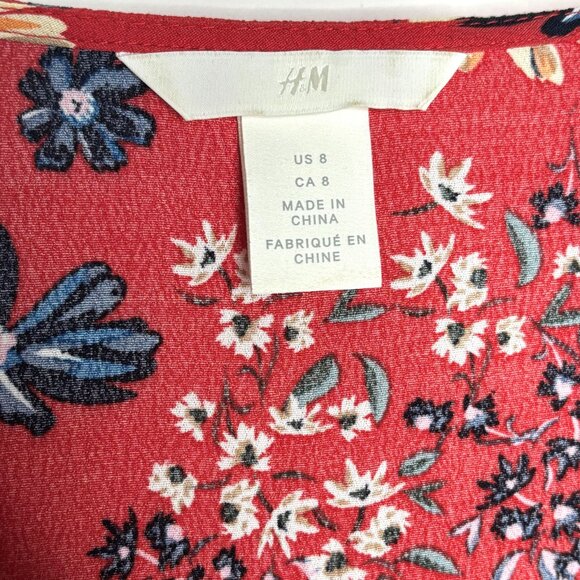 H&M
US 8
CA 8
MADE IN
CHINA
FABRIQUÉ EN
CHINE